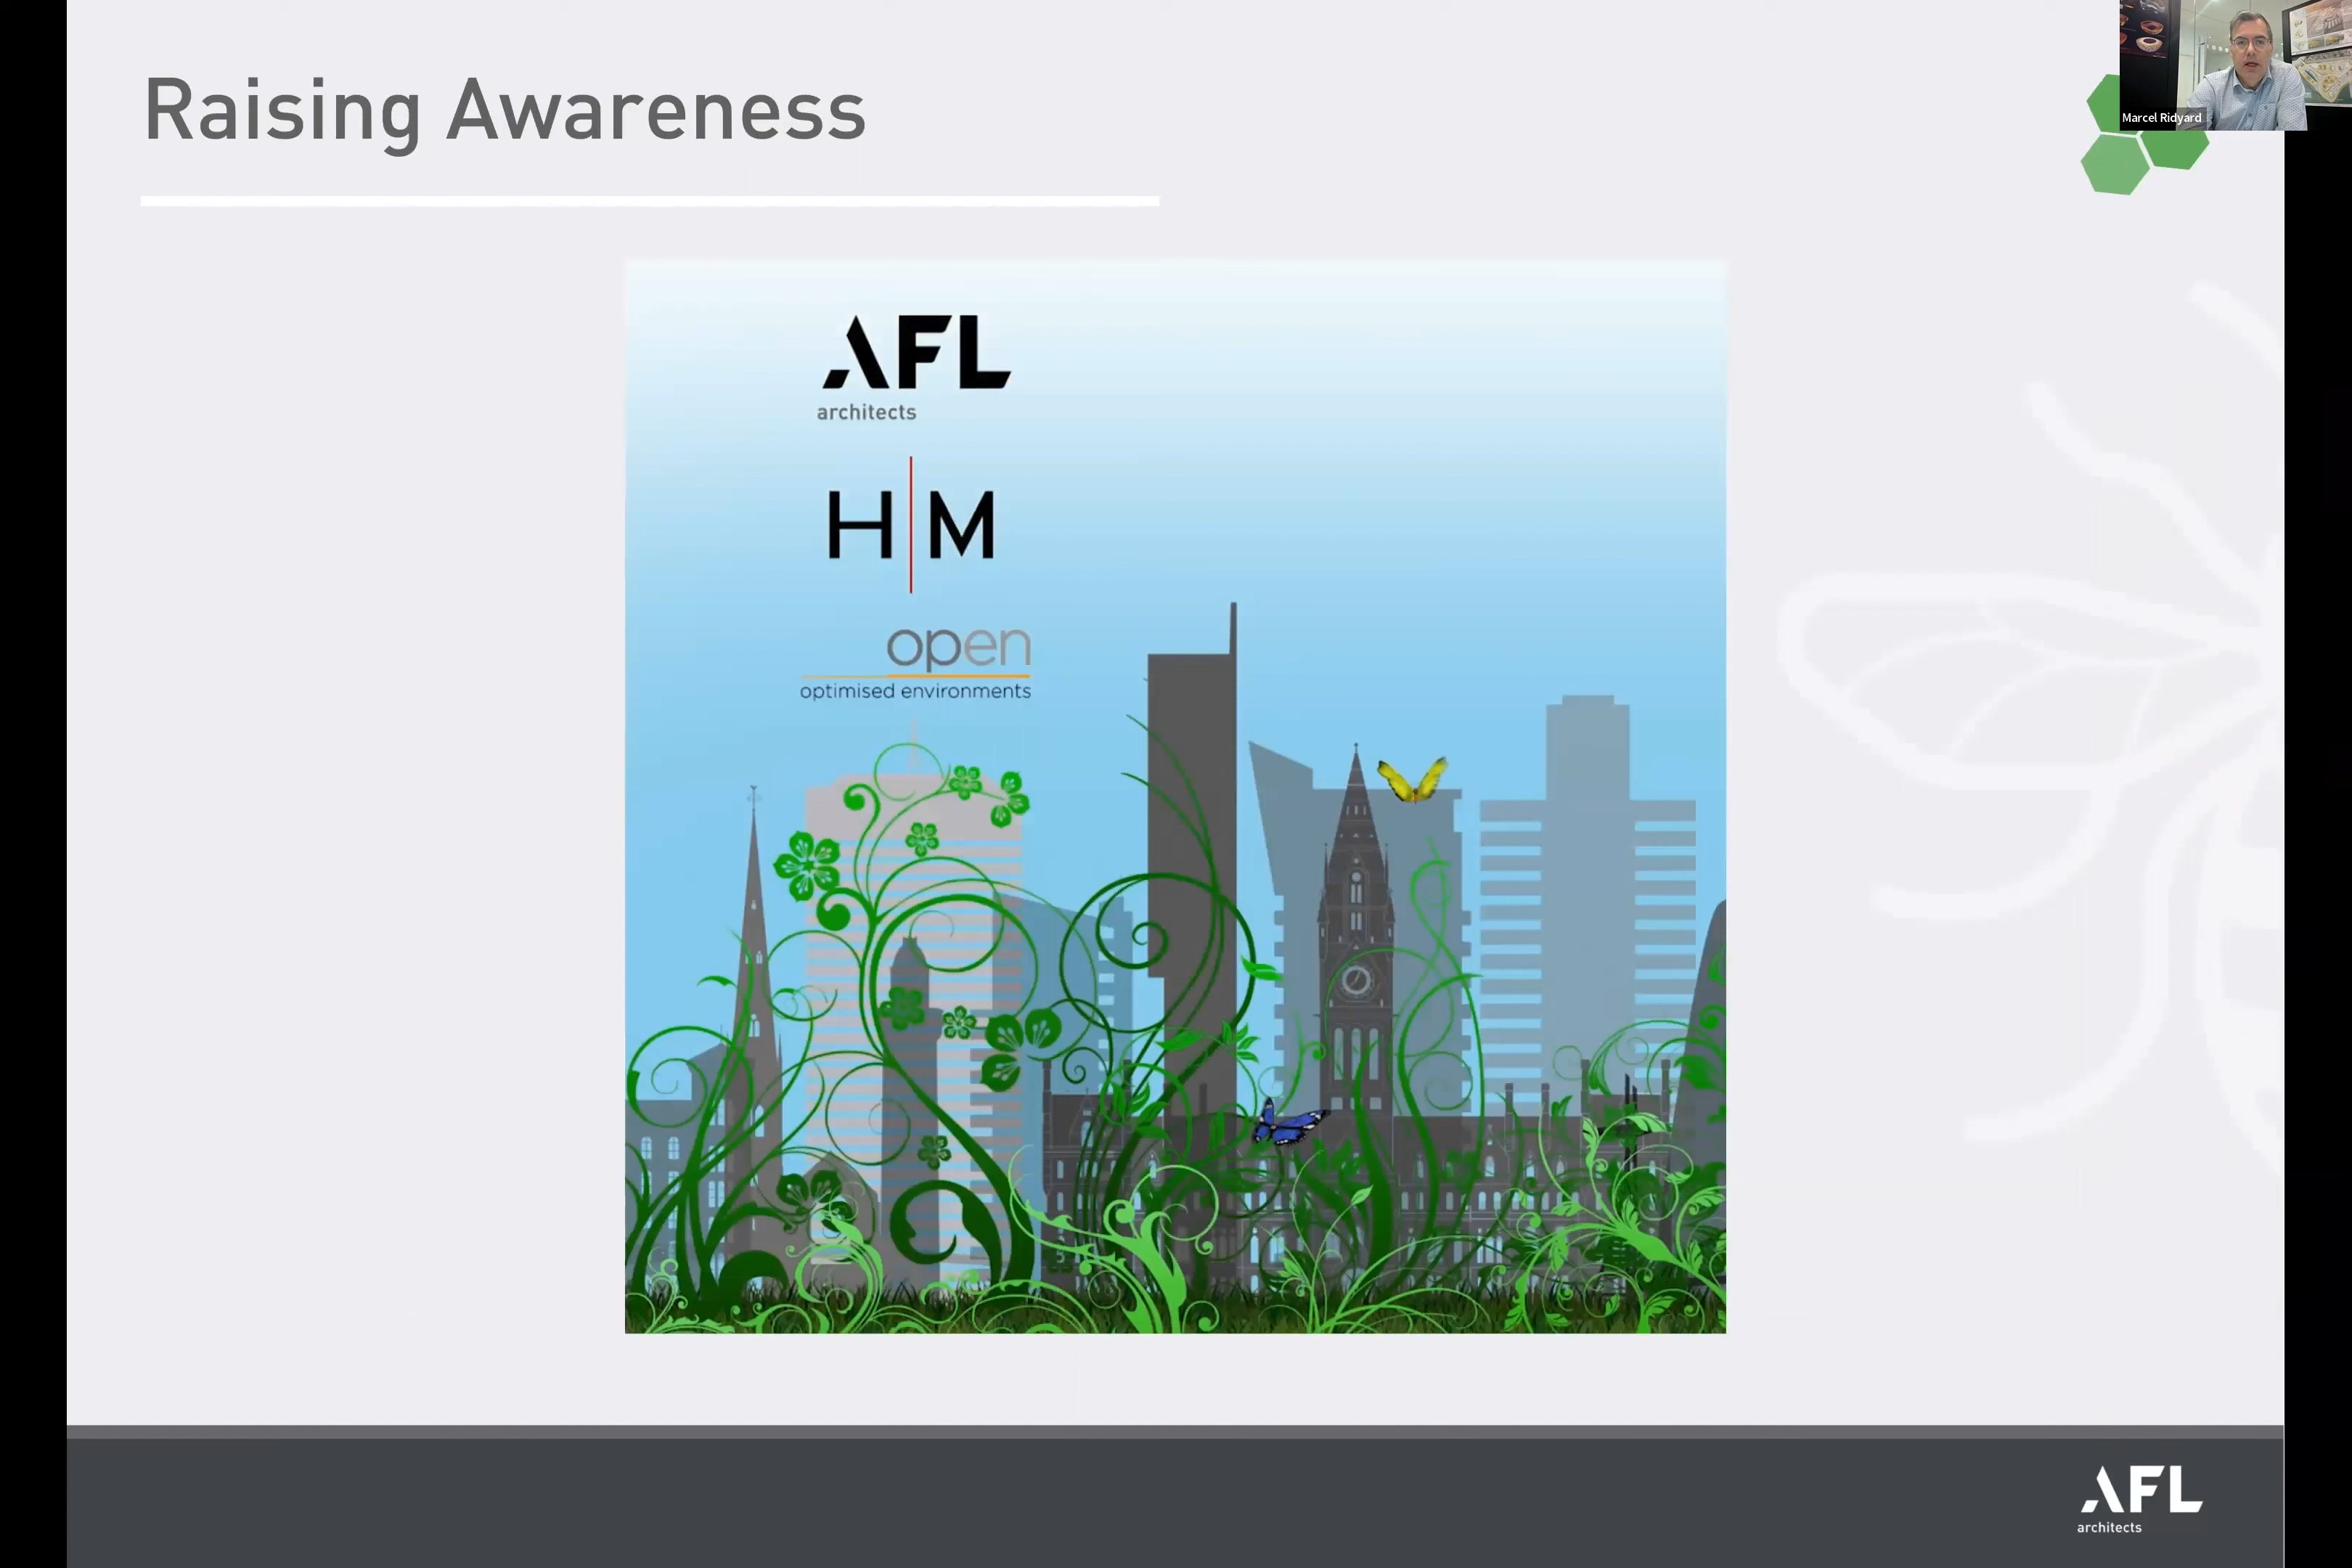 Raising Awareness
Marcel Ridyard
AFL
architects
H|M
open
optimised environments
AFL
architects